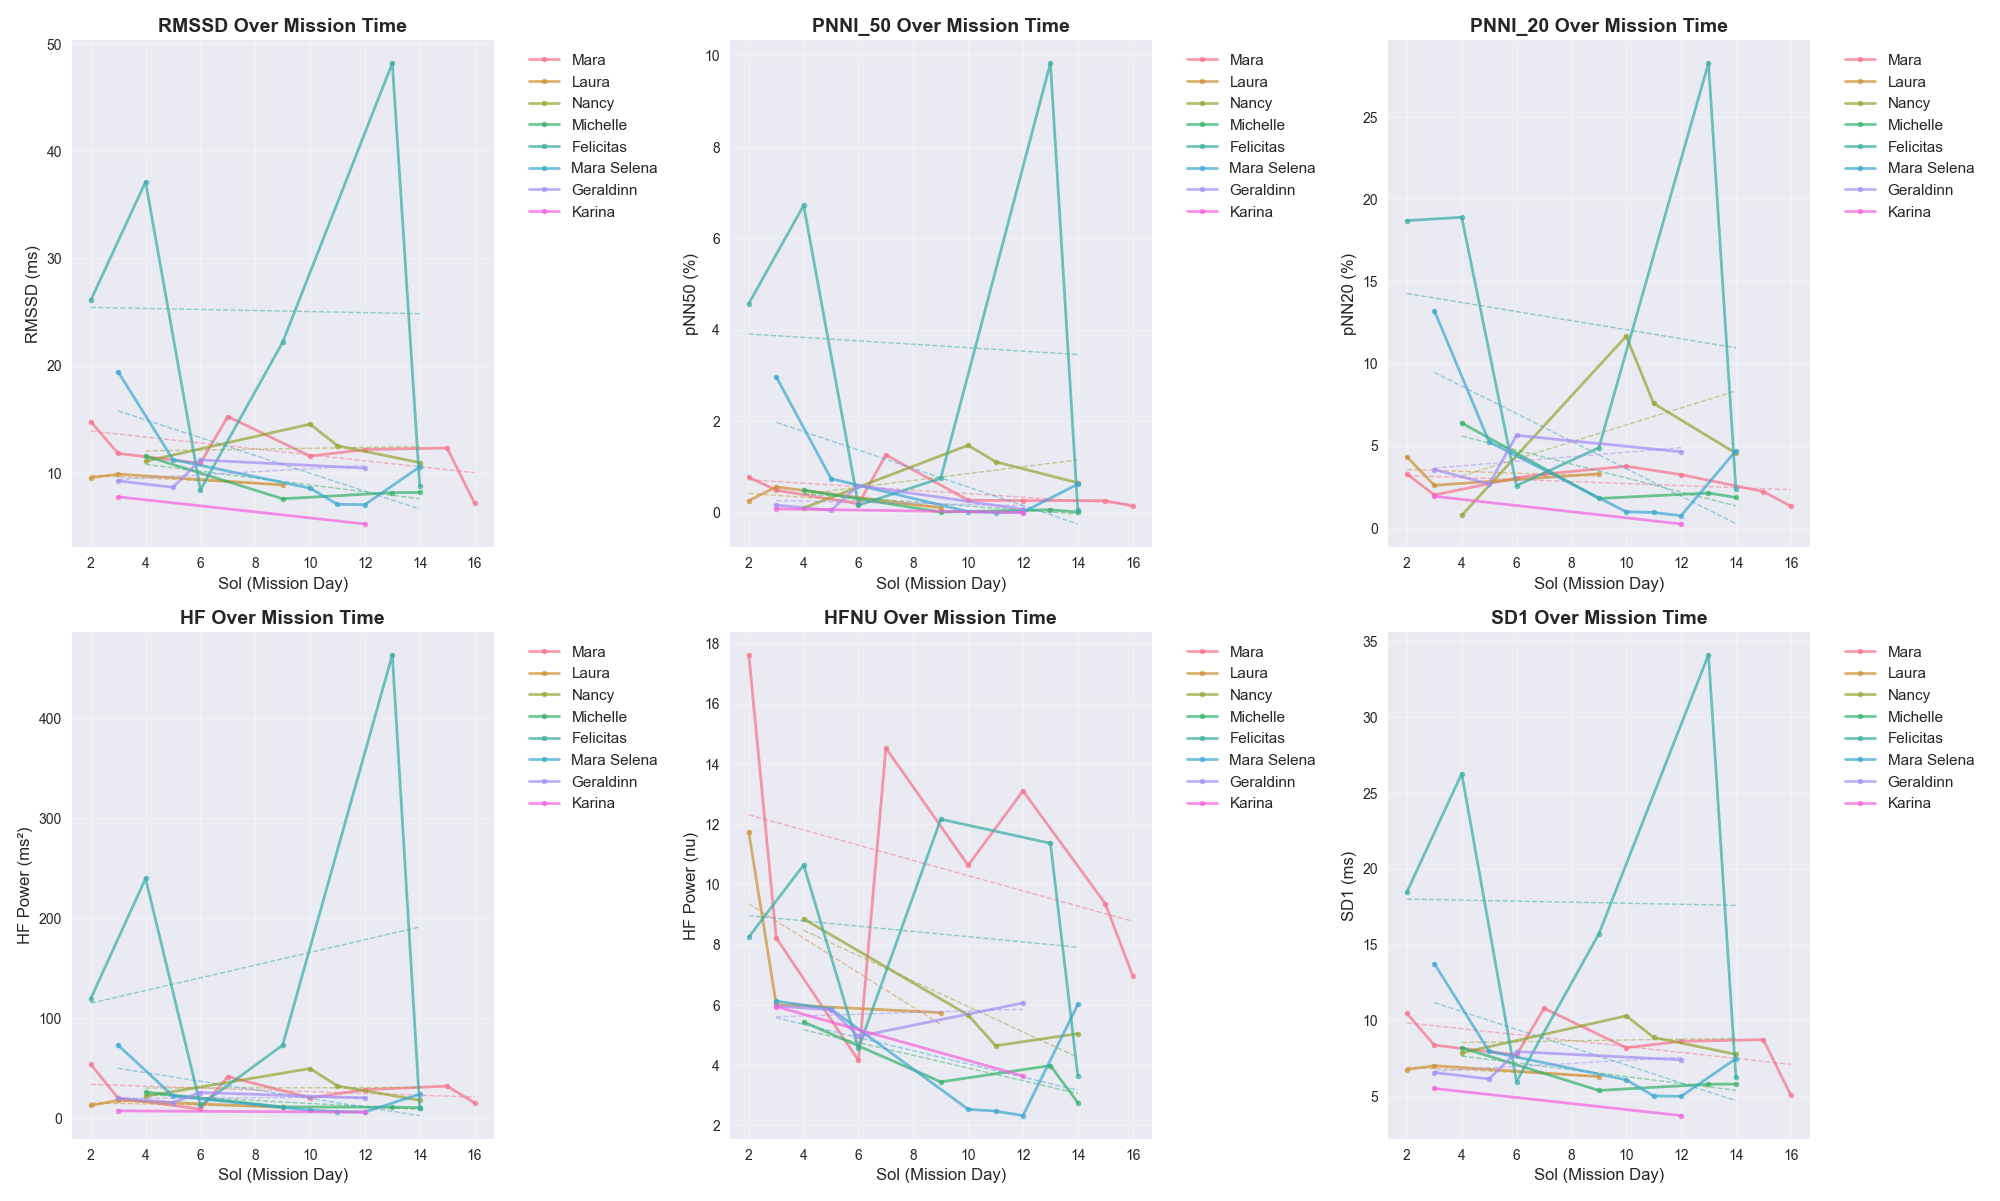 RMSSD Over Mission Time
50
40
30
20
10
RMSSD (ms)
2 4 6 8 10 12 14 16
Sol (Mission Day)
Mara
Laura
Nancy
Michelle
Felicitas
Mara Selena
Geraldinn
Karina
PNNI_50 Over Mission Time
10
8
6
4
2
0
pNN50 (%)
2 4 6 8 10 12 14 16
Sol (Mission Day)
Mara
Laura
Nancy
Michelle
Felicitas
Mara Selena
Geraldinn
Karina
PNNI_20 Over Mission Time
25
20
15
10
5
0
pNN20 (%)
2 4 6 8 10 12 14 16
Sol (Mission Day)
Mara
Laura
Nancy
Michelle
Felicitas
Mara Selena
Geraldinn
Karina
HF Over Mission Time
400
300
200
100
0
HF Power (ms²)
2 4 6 8 10 12 14 16
Sol (Mission Day)
Mara
Laura
Nancy
Michelle
Felicitas
Mara Selena
Geraldinn
Karina
HFNU Over Mission Time
18
16
14
12
10
8
6
4
2
HF Power (nu)
2 4 6 8 10 12 14 16
Sol (Mission Day)
Mara
Laura
Nancy
Michelle
Felicitas
Mara Selena
Geraldinn
Karina
SD1 Over Mission Time
35
30
25
20
15
10
5
SD1 (ms)
2 4 6 8 10 12 14 16
Sol (Mission Day)
Mara
Laura
Nancy
Michelle
Felicitas
Mara Selena
Geraldinn
Karina